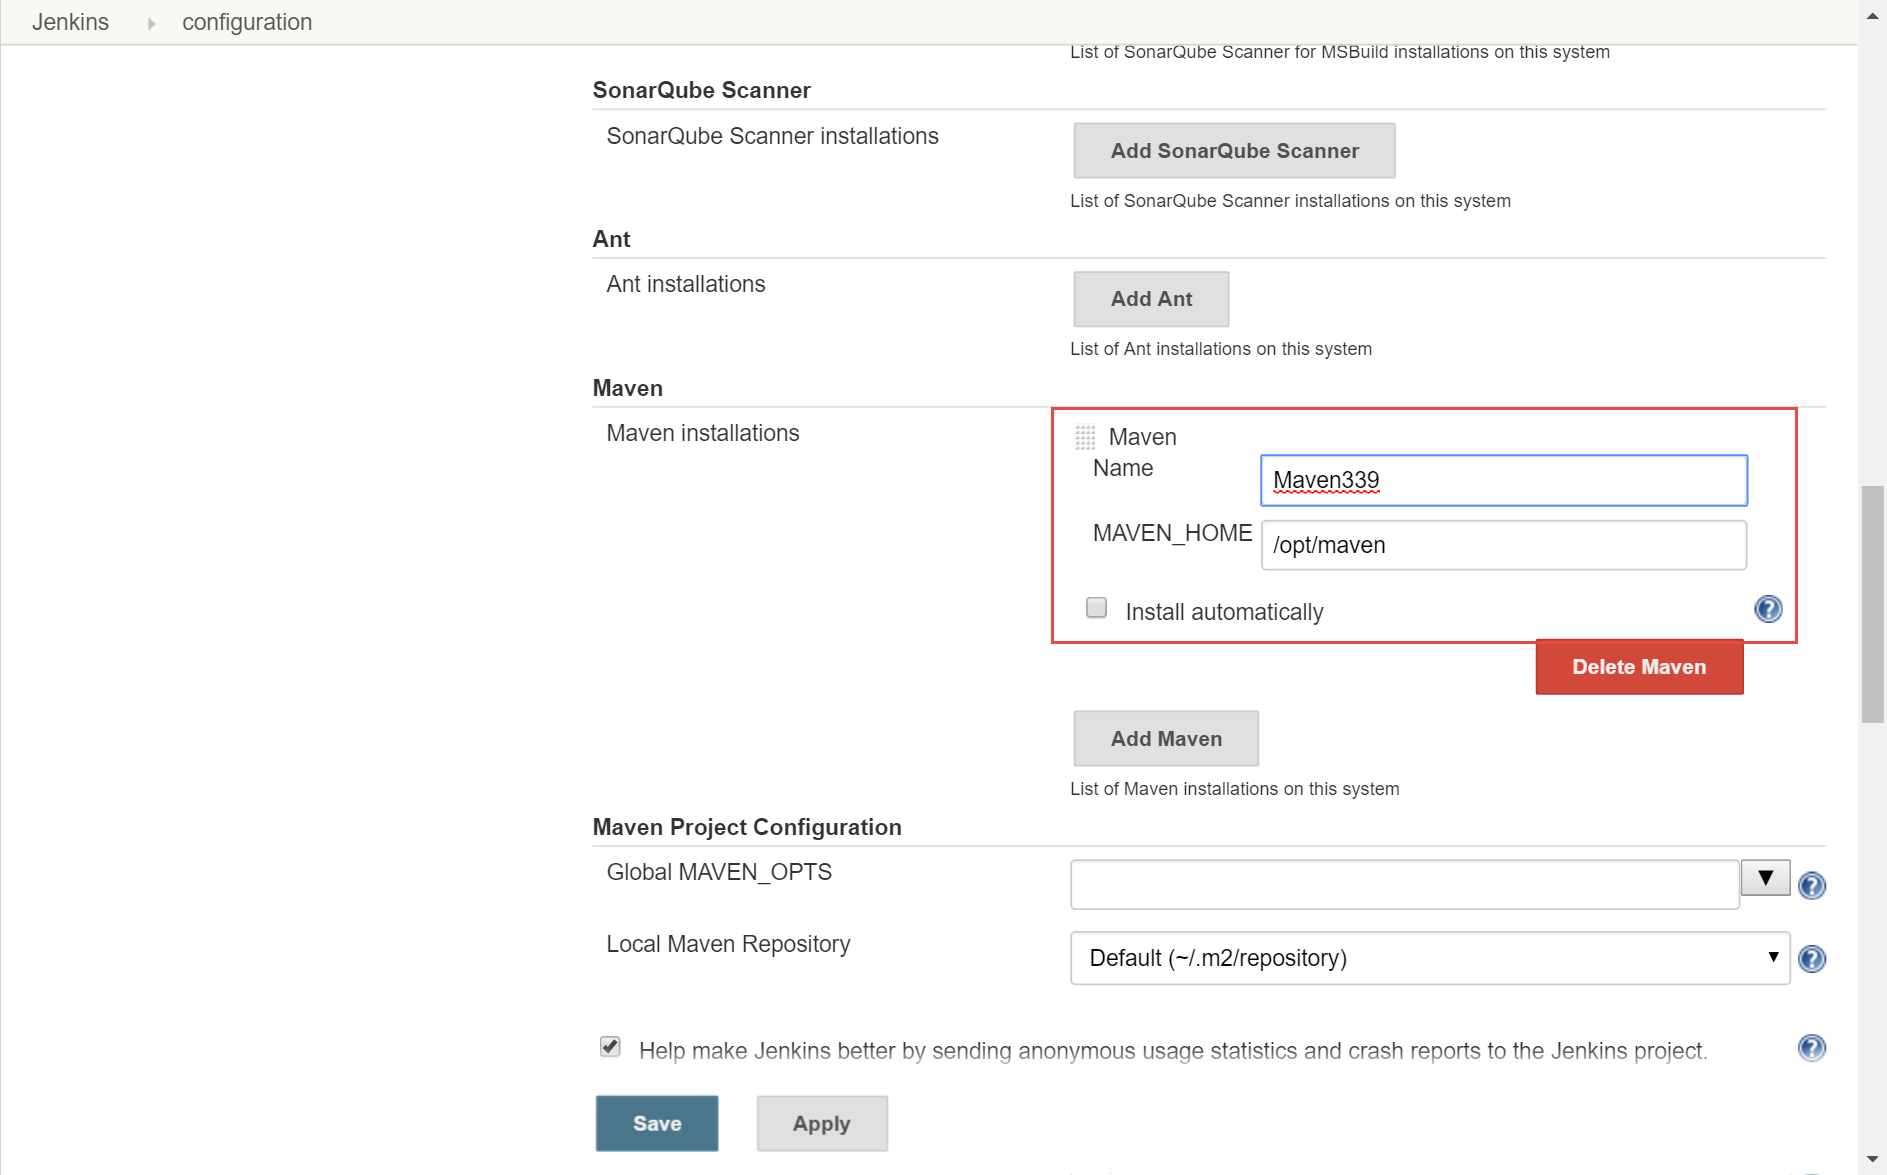 Jenkins configuration
List of SonarQube Scanner for MSBuild installations on this system
SonarQube Scanner
SonarQube Scanner installations
Add SonarQube Scanner
List of SonarQube Scanner installations on this system
Ant
Ant installations
Add Ant
List of Ant installations on this system
Maven
Maven installations
Maven
Name
Maven339
MAVEN_HOME
/opt/maven
Install automatically
Delete Maven
Add Maven
List of Maven installations on this system
Maven Project Configuration
Global MAVEN_OPTS
Local Maven Repository
Default (~/.m2/repository)
Help make Jenkins better by sending anonymous usage statistics and crash reports to the Jenkins project.
Save
Apply